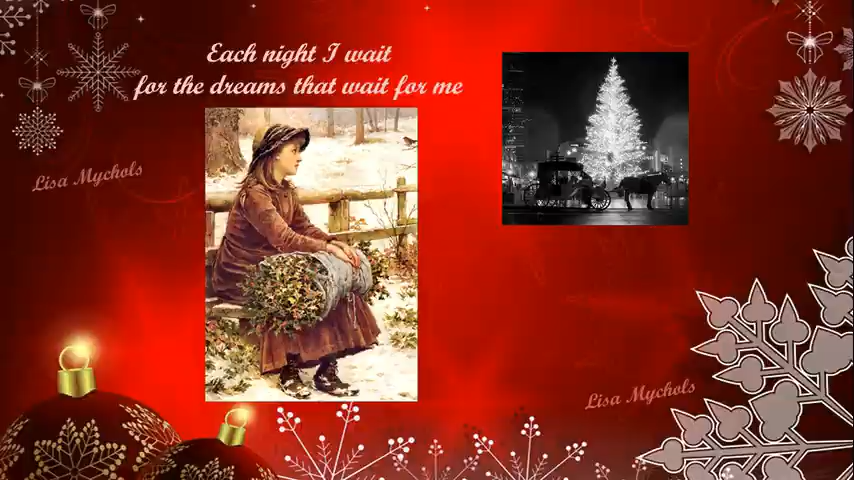 Each night I wait
for the dreams that wait for me
Lisa Mychols
Lisa Mychols